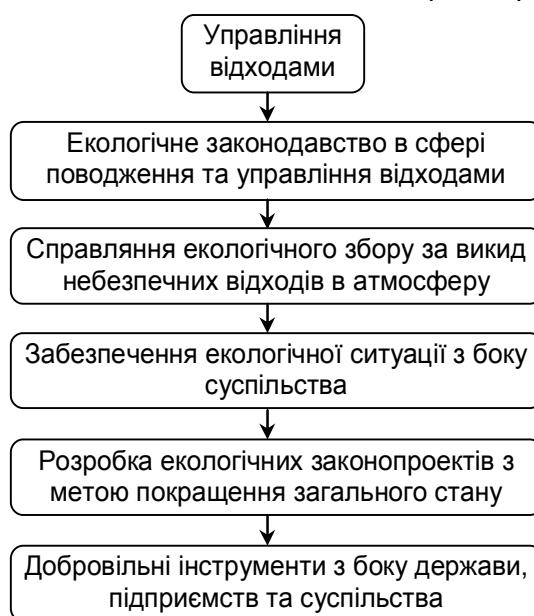 Управління
відходами
Екологічне законодавство в сфері
поводження та управління відходами
Справляння екологічного збору за викид
небезпечних відходів в атмосферу
Забезпечення екологічної ситуації з боку
суспільства
Розробка екологічних законопроектів з
метою покращення загального стану
Добровільні інструменти з боку держави,
підприємств та суспільства